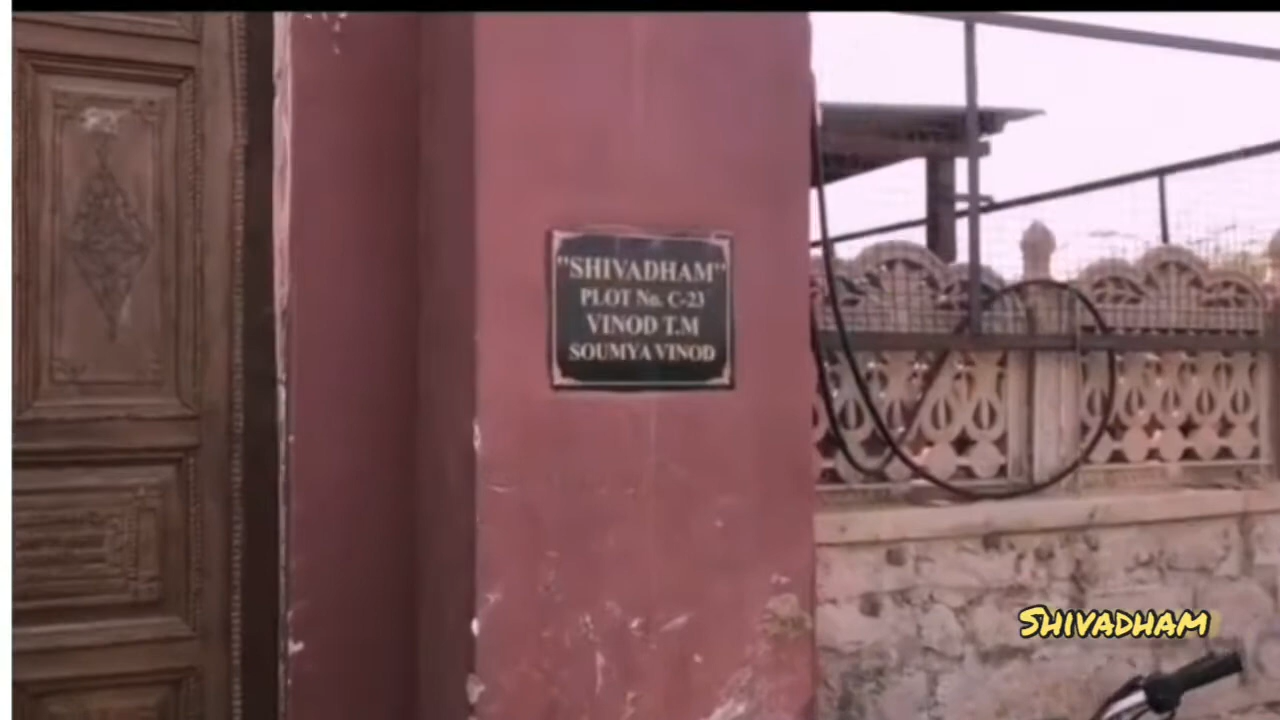 "SHIVADHAM"
PLOT No. C-23
VINOD T.M
SOUMYA VINOD
SHIVADHAM